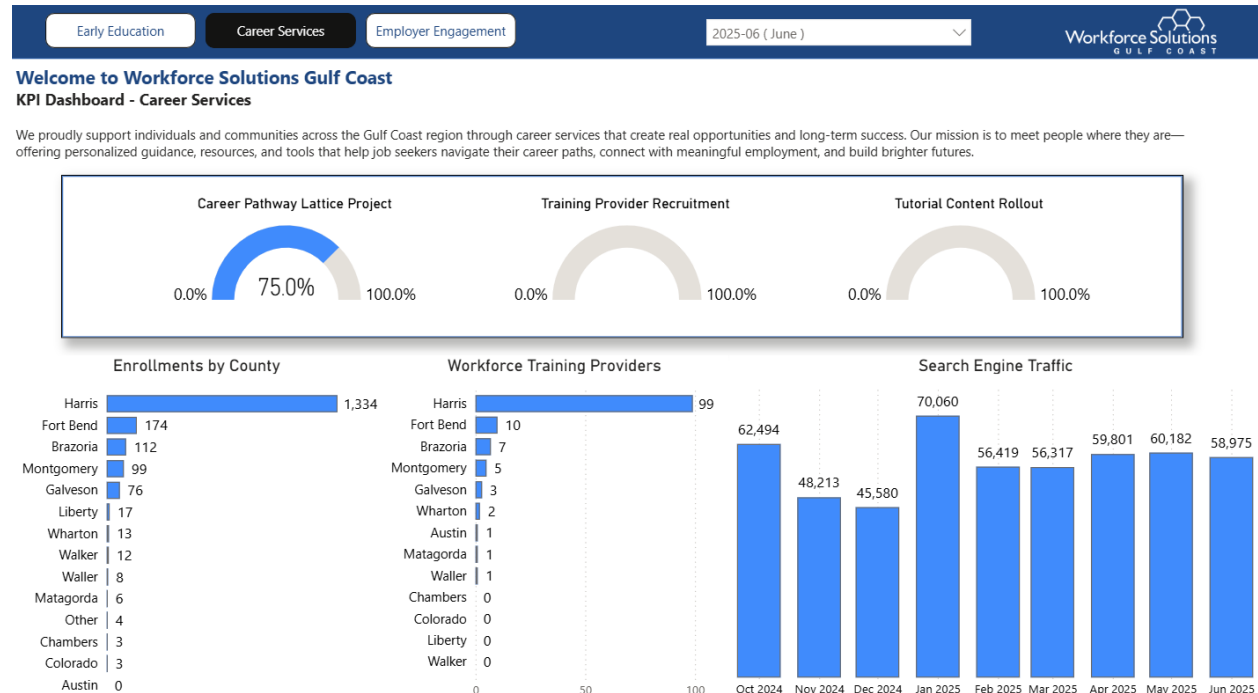 Early Education
Career Services
Employer Engagement
2025-06 ( June )
Workforce Solutions
GULF COAST
Welcome to Workforce Solutions Gulf Coast
KPI Dashboard - Career Services
We proudly support individuals and communities across the Gulf Coast region through career services that create real opportunities and long-term success. Our mission is to meet people where they are—
offering personalized guidance, resources, and tools that help job seekers navigate their career paths, connect with meaningful employment, and build brighter futures.
Career Pathway Lattice Project
0.0% 75.0% 100.0%
Training Provider Recruitment
0.0% 100.0%
Tutorial Content Rollout
0.0% 100.0%
Enrollments by County
Harris 1,334
Fort Bend 174
Brazoria 112
Montgomery 99
Galveson 76
Liberty 17
Wharton 13
Walker 12
Waller 8
Matagorda 6
Other 4
Chambers 3
Colorado 3
Austin 0
Workforce Training Providers
Harris 99
Fort Bend 10
Brazoria 7
Montgomery 5
Galveson 3
Wharton 2
Austin 1
Matagorda 1
Waller 1
Chambers 0
Colorado 0
Liberty 0
Walker 0
0 50 100
Search Engine Traffic
62,494 48,213 45,580 70,060 56,419 56,317 59,801 60,182 58,975
Oct 2024 Nov 2024 Dec 2024 Jan 2025 Feb 2025 Mar 2025 Apr 2025 May 2025 Jun 2025